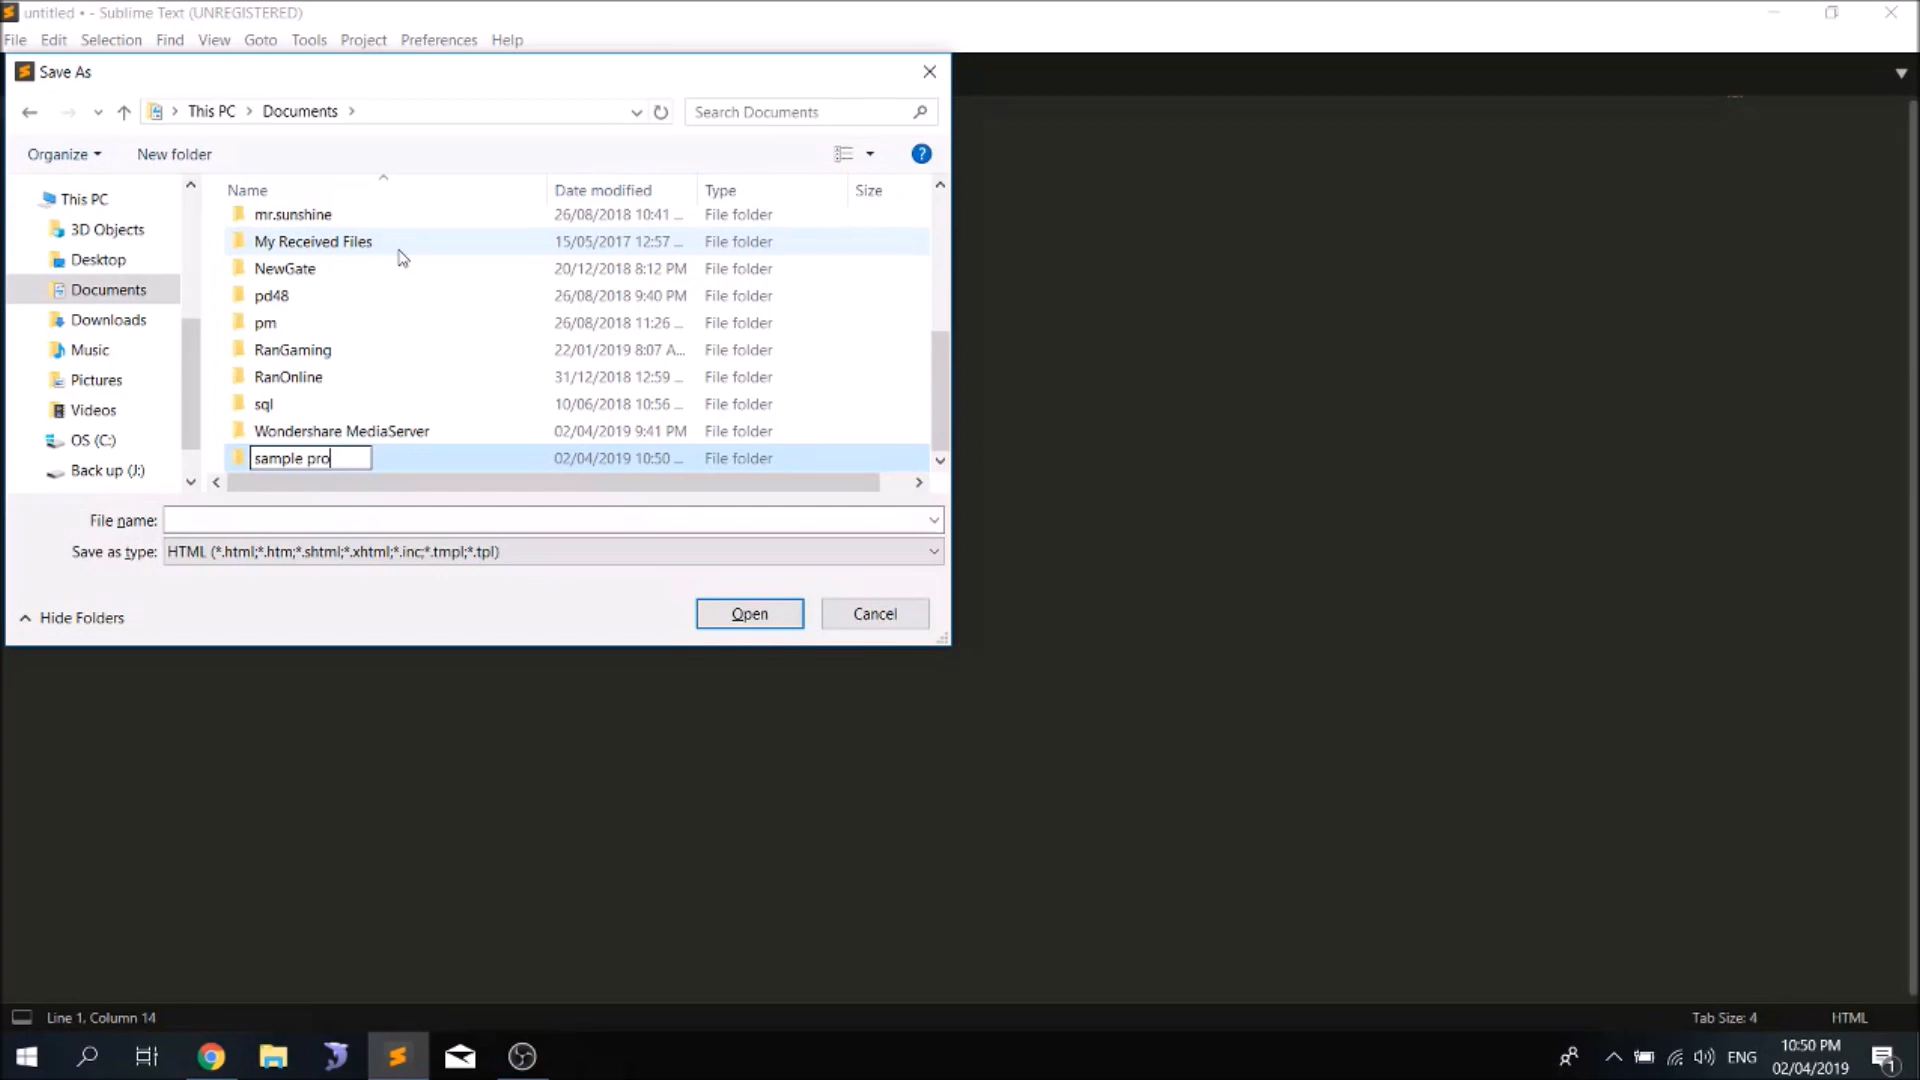 untitled • - Sublime Text (UNREGISTERED)
File Edit Selection Find View Goto Tools Project Preferences Help
Save As
This PC > Documents >
Search Documents
Organize New folder
Name Date modified Type Size
This PC
3D Objects
Desktop
Documents
Downloads
Music
Pictures
Videos
OS (C:)
Back up (J:)
mr.sunshine 26/08/2018 10:41 ... File folder
My Received Files 15/05/2017 12:57 ... File folder
NewGate 20/12/2018 8:12 PM File folder
pd48 26/08/2018 9:40 PM File folder
pm 26/08/2018 11:26 ... File folder
RanGaming 22/01/2019 8:07 A... File folder
RanOnline 31/12/2018 12:59 ... File folder
sql 10/06/2018 10:56 ... File folder
Wondershare MediaServer 02/04/2019 9:41 PM File folder
sample pro 02/04/2019 10:50 ... File folder
File name:
Save as type: HTML (*.html;*.htm;*.shtml;*.xhtml;*.inc;*.tmpl;*.tpl)
Hide Folders
Open Cancel
Line 1, Column 14
Tab Size: 4 HTML
ENG
10:50 PM
02/04/2019
1